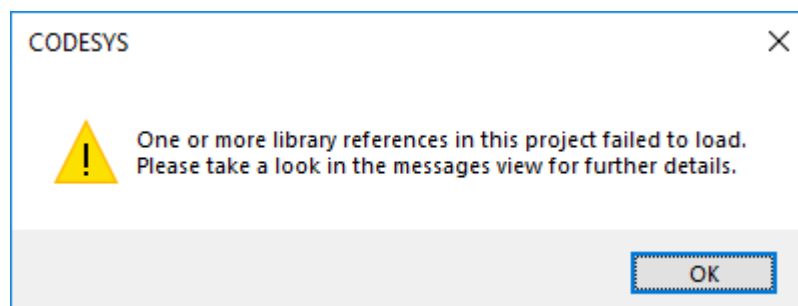 CODESYS
One or more library references in this project failed to load.
Please take a look in the messages view for further details.
OK